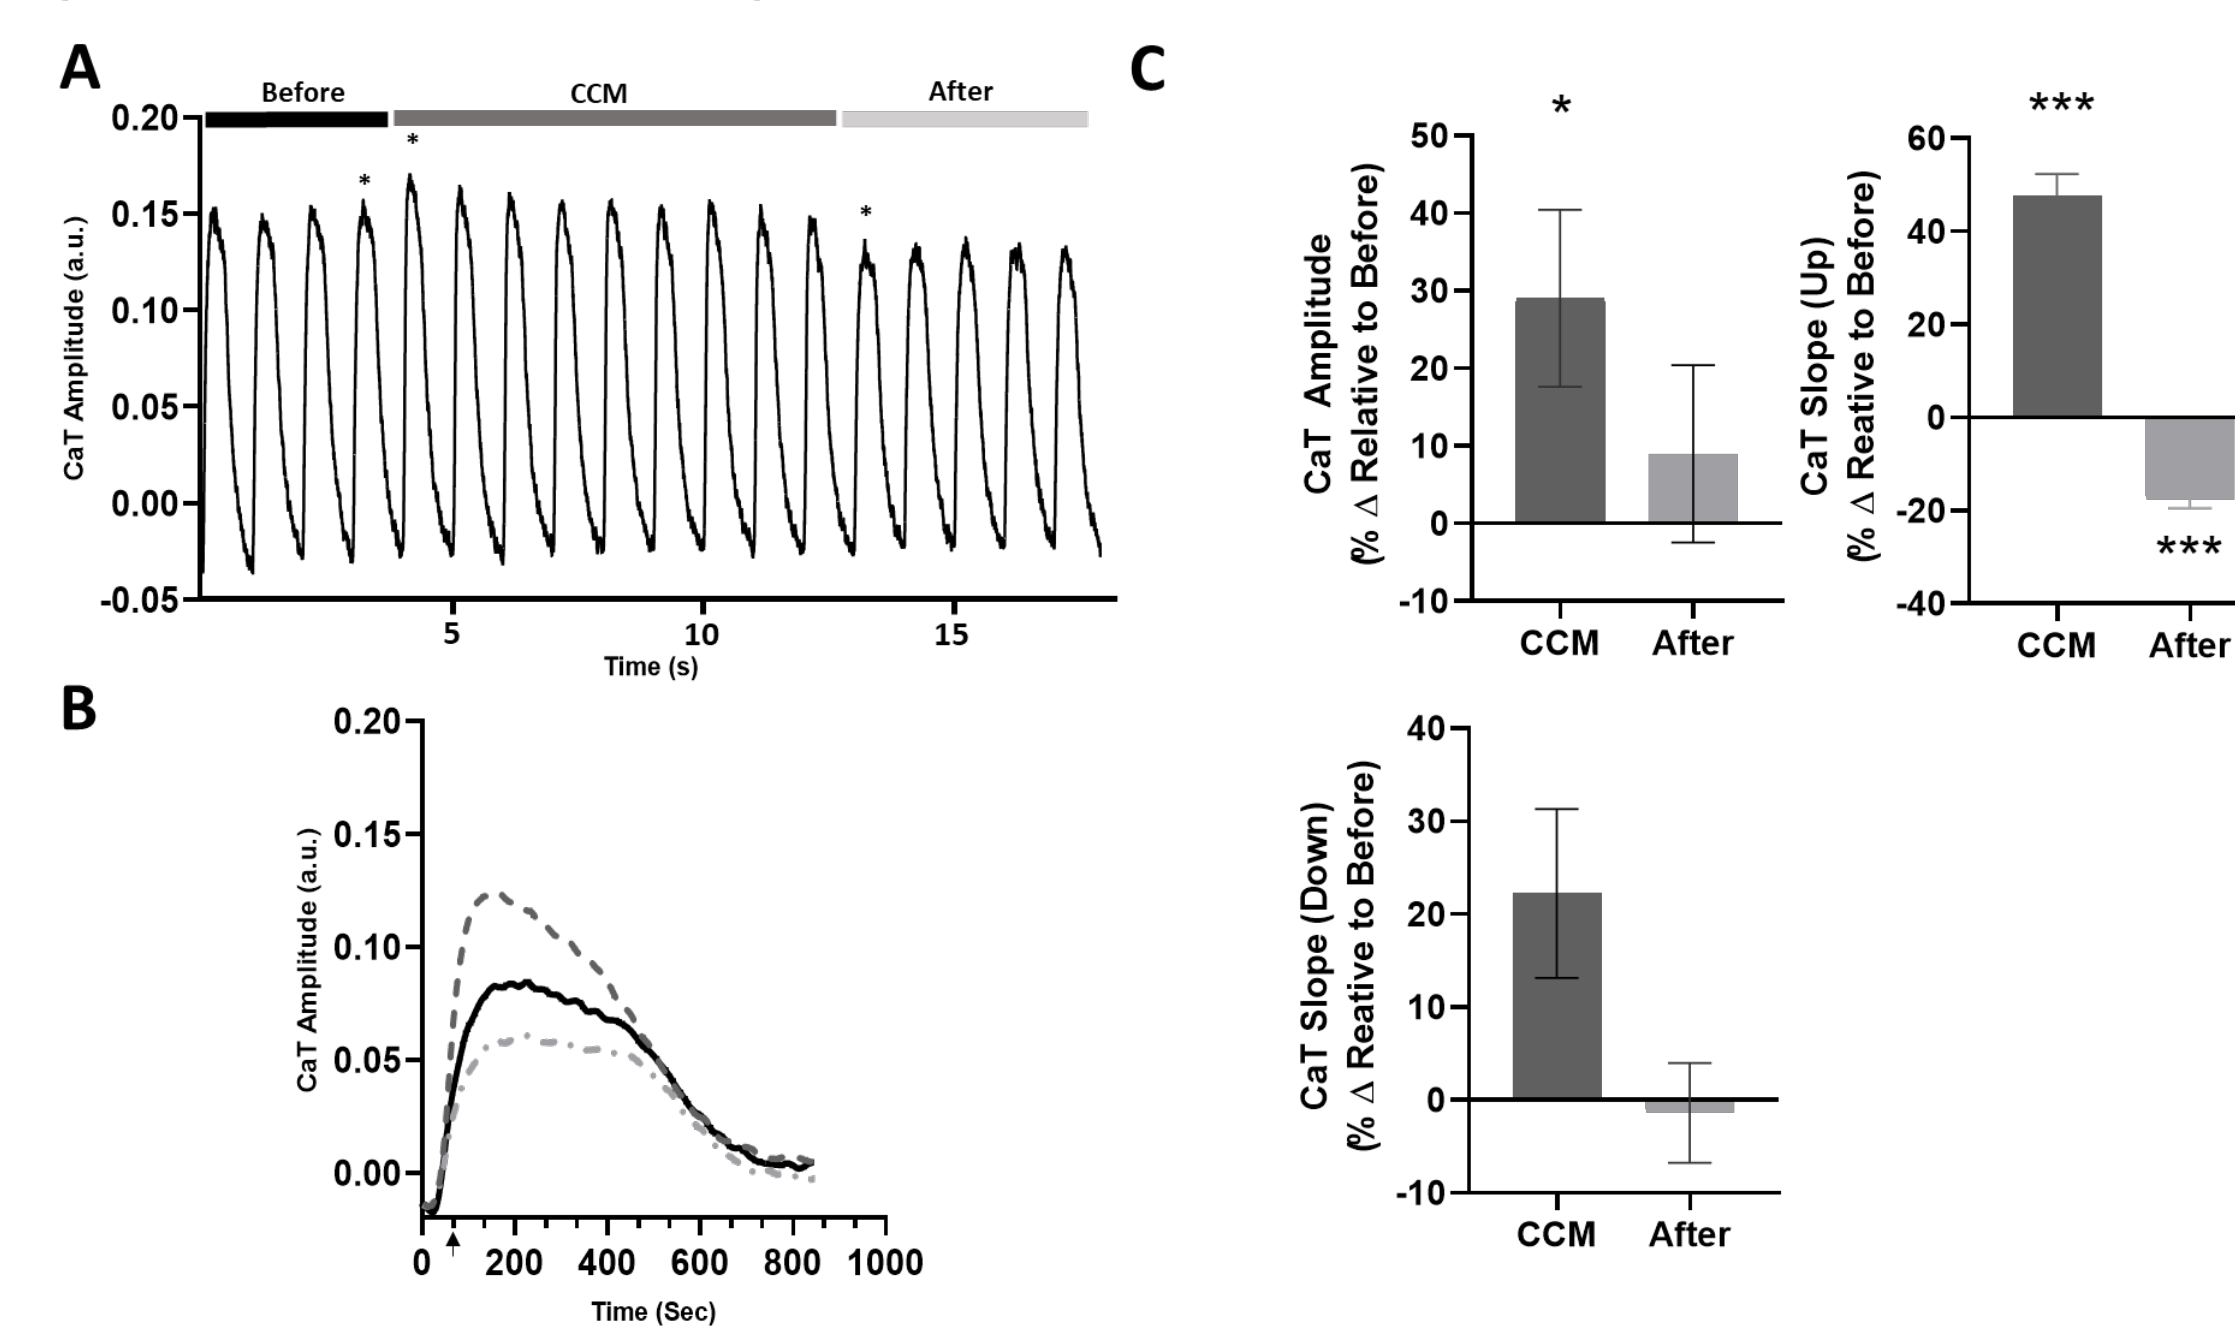 A
Before
CCM
After
0.20
0.15
0.10
0.05
0.00
-0.05
*
*
*
CaT Amplitude (a.u.)
5
10
15
Time (s)
B
0.20
0.15
0.10
0.05
0.00
CaT Amplitude (a.u.)
0
200
400
600
800
1000
Time (Sec)
C
*
50
40
30
20
10
0
-10
CaT Amplitude
(% Δ Relative to Before)
CCM
After
***
60
40
20
0
-20
-40
***
CaT Slope (Up)
(% Δ Reative to Before)
CCM
After
40
30
20
10
0
-10
CaT Slope (Down)
(% Δ Reative to Before)
CCM
After